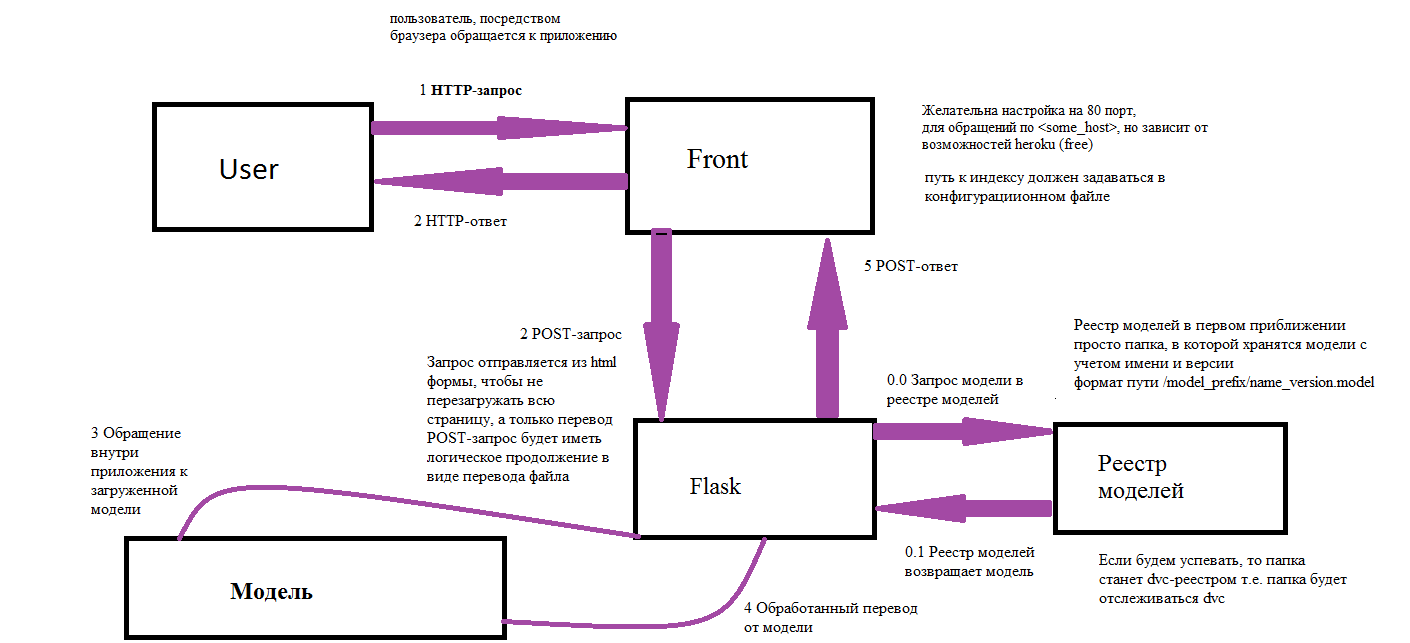 пользователь, посредством
браузера обращается к приложению
1 HTTP-запрос
User
Front
Желательна настройка на 80 порт,
для обращений по <some_host>, но зависит от
возможностей heroku (free)
путь к индексу должен задаваться в
конфигурациионном файле
2 HTTP-ответ
5 POST-ответ
2 POST-запрос
Запрос отправляется из html
формы, чтобы не
перезагружать всю
страницу, а только перевод
POST-запрос будет иметь
логическое продолжение в
виде перевода файла
Реестр моделей в первом приближении
просто папка, в которой хранятся модели с
учетом имени и версии
формат пути /model_prefix/name_version.model
0.0 Запрос модели в
реестре моделей
3 Обращение
внутри
приложения к
загруженной
модели
Flask
Реестр
моделей
0.1 Реестр моделей
возвращает модель
Если будем успевать, то папка
станет dvc-реестром т.е. папка будет
отслеживаться dvc
Модель
4 Обработанный перевод
от модели